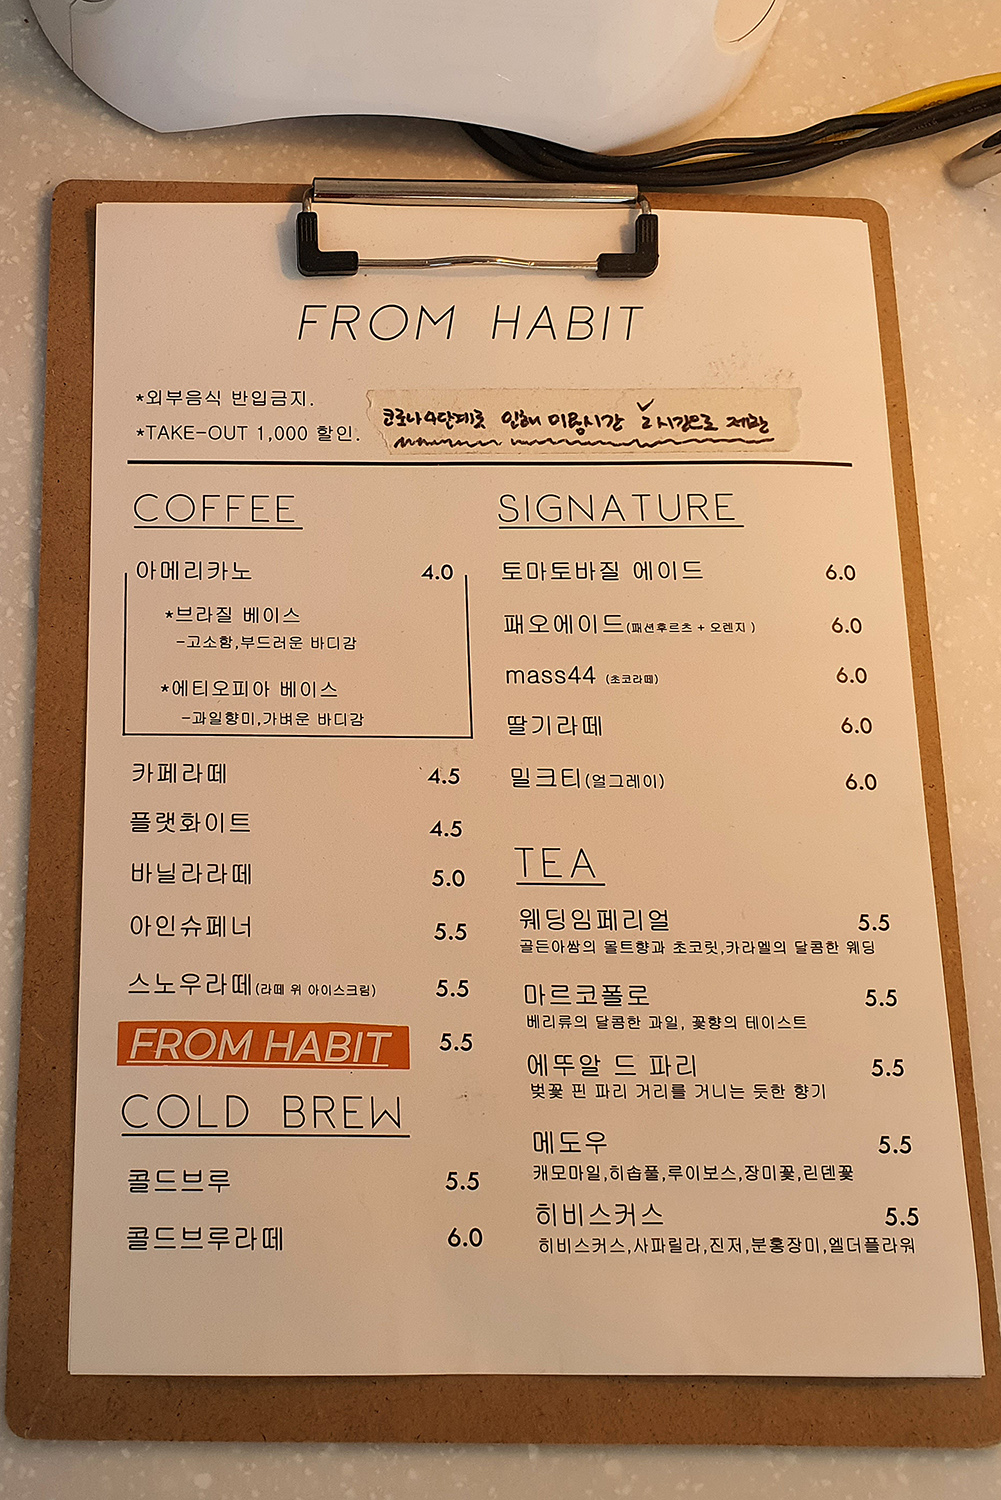 FROM HABIT
*외부음식 반입금지.
*TAKE-OUT 1,000 할인.
코로나 4단계로 인해 이용시간 2시간으로 제한
COFFEE
아메리카노 4.0
*브라질 베이스
-고소함,부드러운 바디감
*에티오피아 베이스
-과일향미,가벼운 바디감
카페라떼 4.5
플랫화이트 4.5
바닐라라떼 5.0
아인슈페너 5.5
스노우라떼(라떼 위 아이스크림) 5.5
FROM HABIT 5.5
COLD BREW
콜드브루 5.5
콜드브루라떼 6.0
SIGNATURE
토마토바질 에이드 6.0
패오에이드(패션후르츠 + 오렌지 ) 6.0
mass44 (초코라떼) 6.0
딸기라떼 6.0
밀크티(얼그레이) 6.0
TEA
웨딩임페리얼 5.5
골든아쌈의 몰트향과 초코릿,카라멜의 달콤한 웨딩
마르코폴로 5.5
베리류의 달콤한 과일, 꽃향의 테이스트
에뚜알 드 파리 5.5
벚꽃 핀 파리 거리를 거니는 듯한 향기
메도우 5.5
캐모마일,히솝풀,루이보스,장미꽃,린덴꽃
히비스커스 5.5
히비스커스,사파릴라,진저,분홍장미,엘더플라워